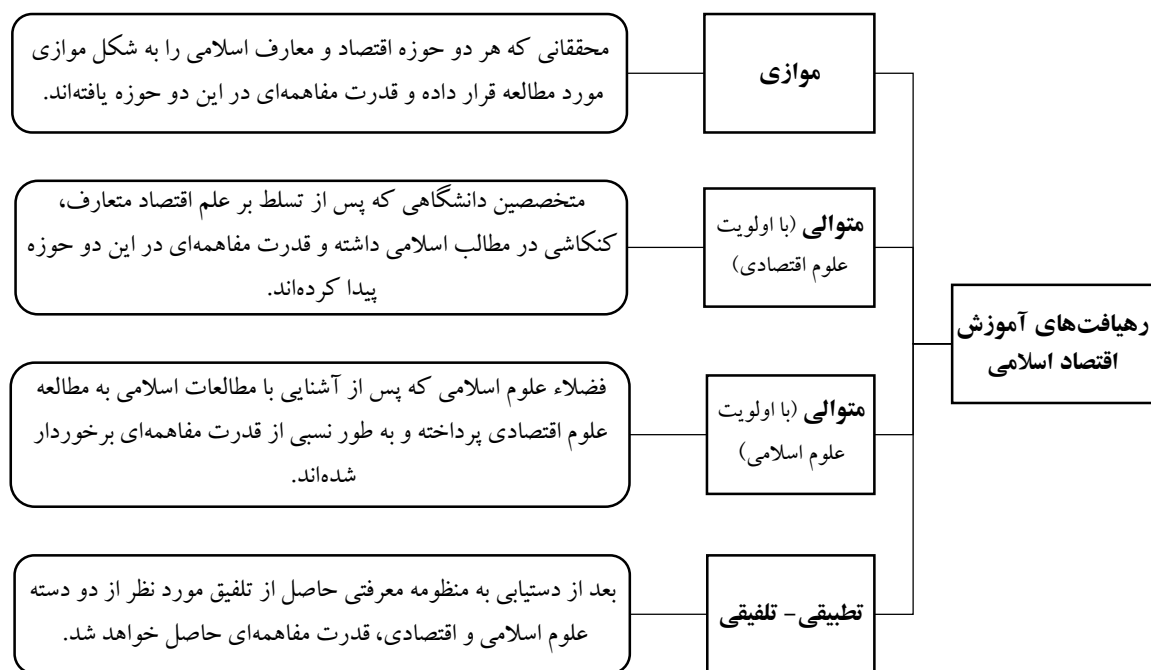 رهیافت‌های آموزش
اقتصاد اسلامی
موازی
محققانی که هر دو حوزه اقتصاد و معارف اسلامی را به شکل موازی
مورد مطالعه قرار داده و قدرت مفاهمه‌ای در این دو حوزه یافته‌اند.
متوالی (با اولویت
علوم اقتصادی)
متخصصین دانشگاهی که پس از تسلط بر علم اقتصاد متعارف،
کنکاشی در مطالب اسلامی داشته و قدرت مفاهمه‌ای در این دو حوزه
پیدا کرده‌اند.
متوالی (با اولویت
علوم اسلامی)
فضلاء علوم اسلامی که پس از آشنایی با مطالعات اسلامی به مطالعه
علوم اقتصادی پرداخته و به طور نسبی از قدرت مفاهمه‌ای برخوردار
شده‌اند.
تطبیقی- تلفیقی
بعد از دستیابی به منظومه معرفتی حاصل از تلفیق مورد نظر از دو دسته
علوم اسلامی و اقتصادی، قدرت مفاهمه‌ای حاصل خواهد شد.